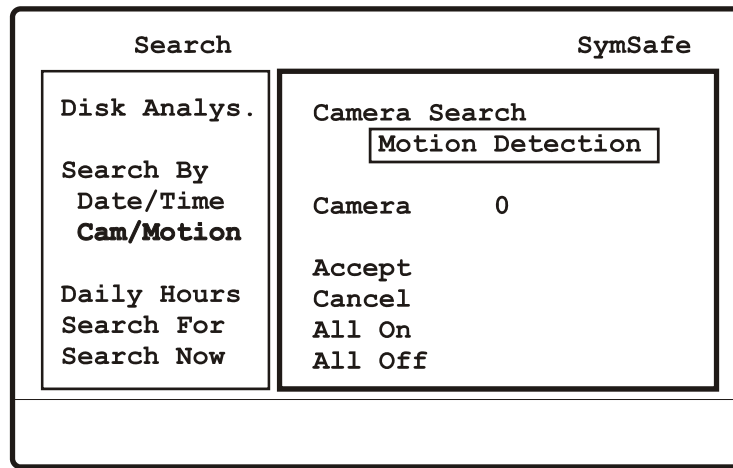 Search SymSafe
Disk Analys.
Search By
Date/Time
Cam/Motion
Daily Hours
Search For
Search Now
Camera Search
Motion Detection
Camera 0
Accept
Cancel
All On
All Off